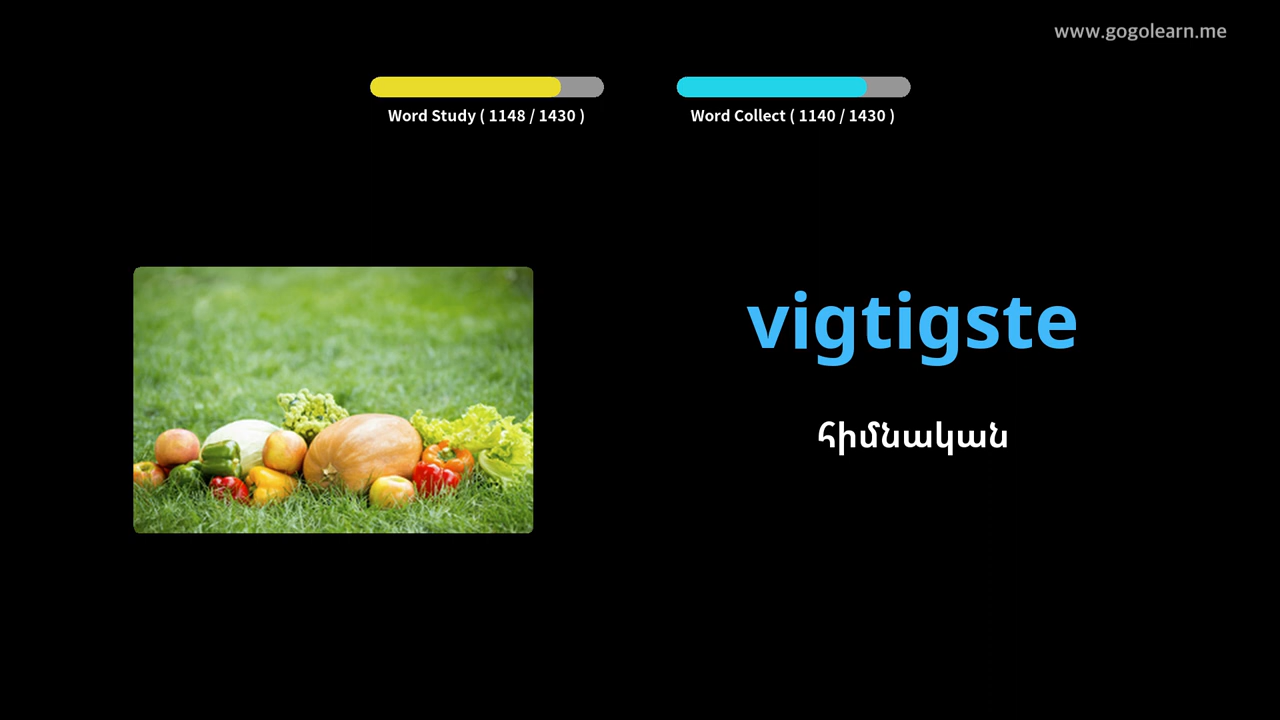 www.gogolearn.me
Word Study ( 1148 / 1430 )
Word Collect ( 1140 / 1430 )
vigtigste
հիմնական